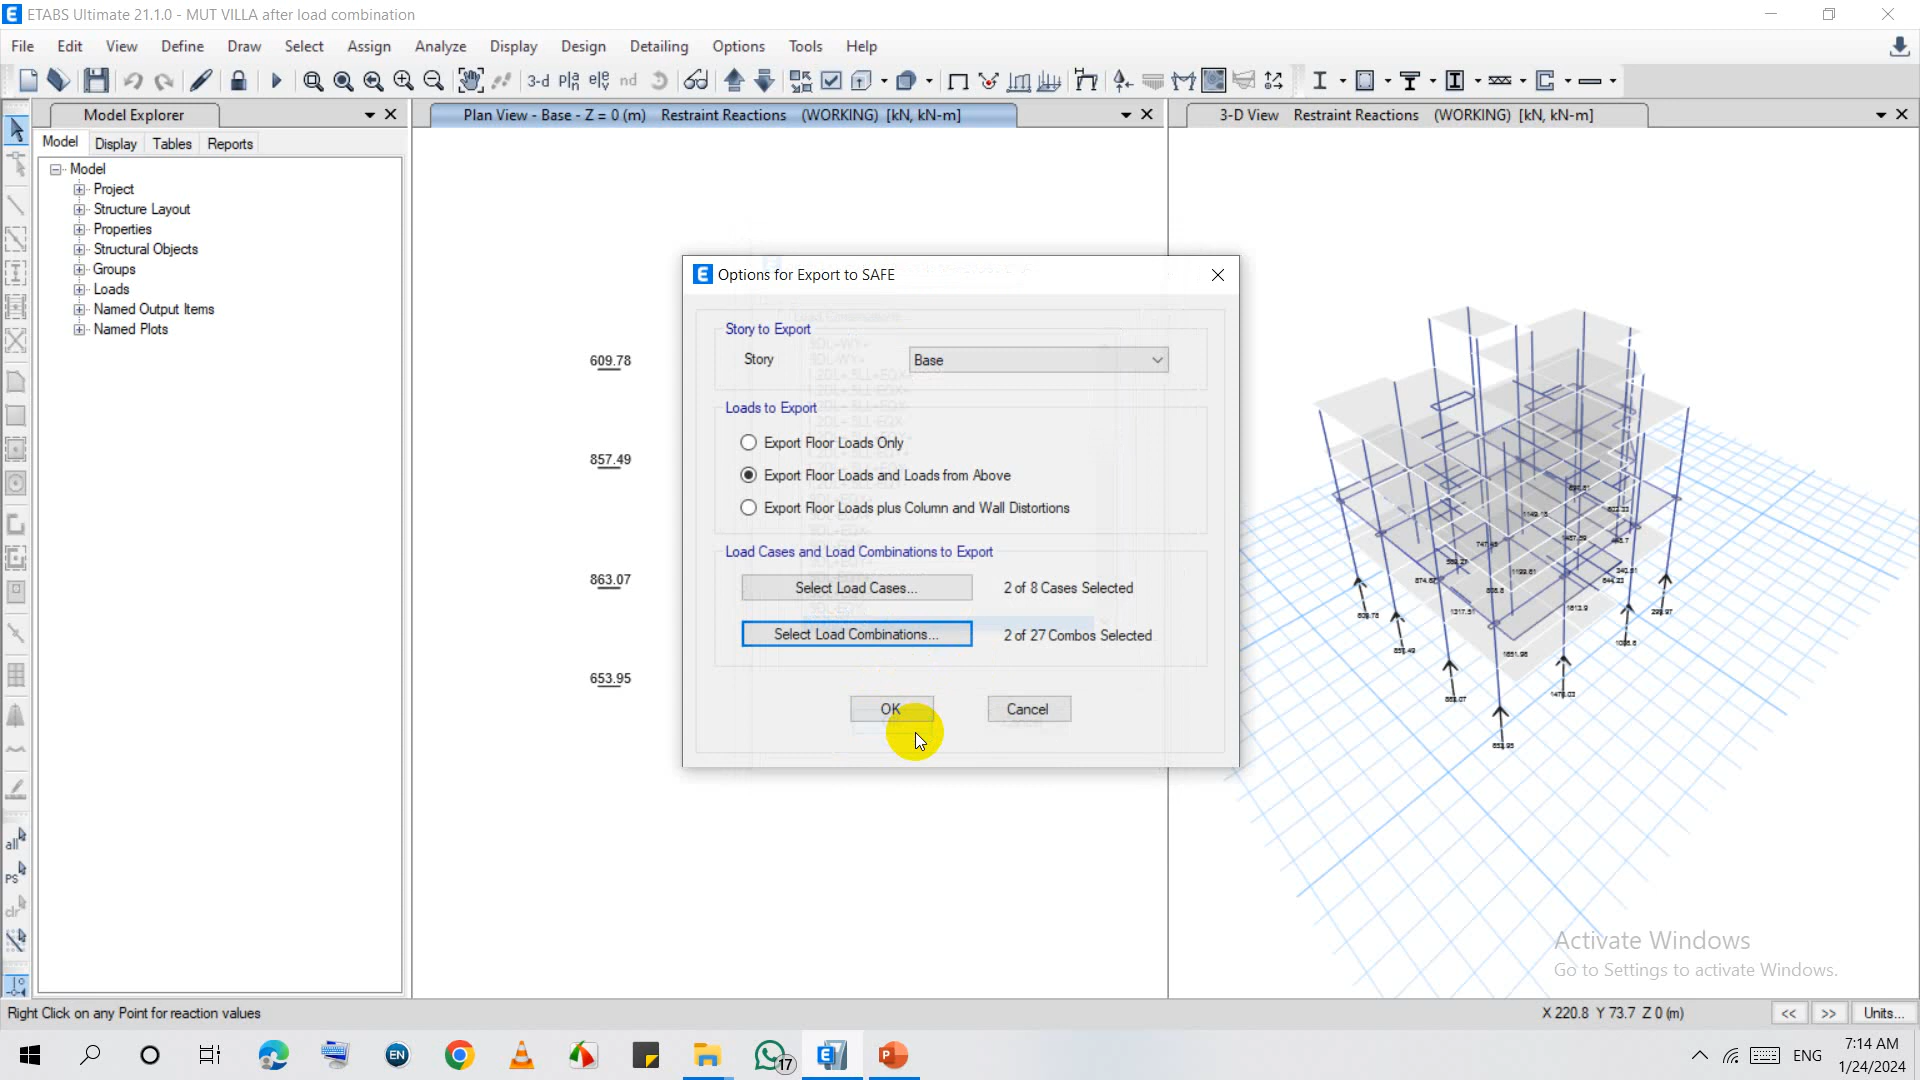 ETABS Ultimate 21.1.0 - MUT VILLA after load combination
File Edit View Define Draw Select Assign Analyze Display Design Detailing Options Tools Help
3-d nd
Model Explorer
Plan View - Base - Z = 0 (m) Restraint Reactions (WORKING) [kN, kN-m]
3-D View Restraint Reactions (WORKING) [kN, kN-m]
Model Display Tables Reports
Model
Project
Structure Layout
Properties
Structural Objects
Groups
Loads
Named Output Items
Named Plots
609.78
857.49
863.07
653.95
Options for Export to SAFE
Story to Export
Story Base
Loads to Export
Export Floor Loads Only
Export Floor Loads and Loads from Above
Export Floor Loads plus Column and Wall Distortions
Load Cases and Load Combinations to Export
Select Load Cases... 2 of 8 Cases Selected
Select Load Combinations... 2 of 27 Combos Selected
OK Cancel
all
PS
clr
Activate Windows
Go to Settings to activate Windows.
Right Click on any Point for reaction values
X 220.8 Y 73.7 Z 0 (m)
<< >> Units...
EN
17
ENG
7:14 AM
1/24/2024